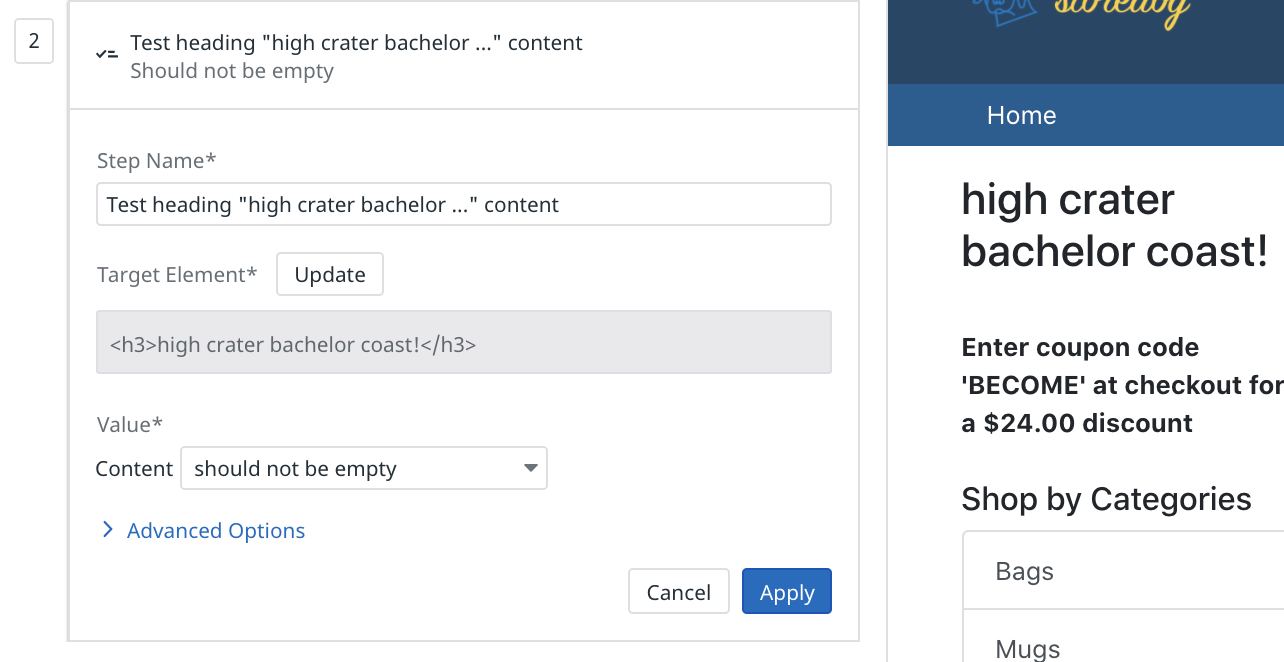 2
Test heading "high crater bachelor ..." content
Should not be empty
Step Name*
Test heading "high crater bachelor ..." content
Target Element*
Update
<h3>high crater bachelor coast!</h3>
Value*
Content
should not be empty
Advanced Options
Cancel
Apply
Home
high crater
bachelor coast!
Enter coupon code
'BECOME' at checkout for
a $24.00 discount
Shop by Categories
Bags
Mugs